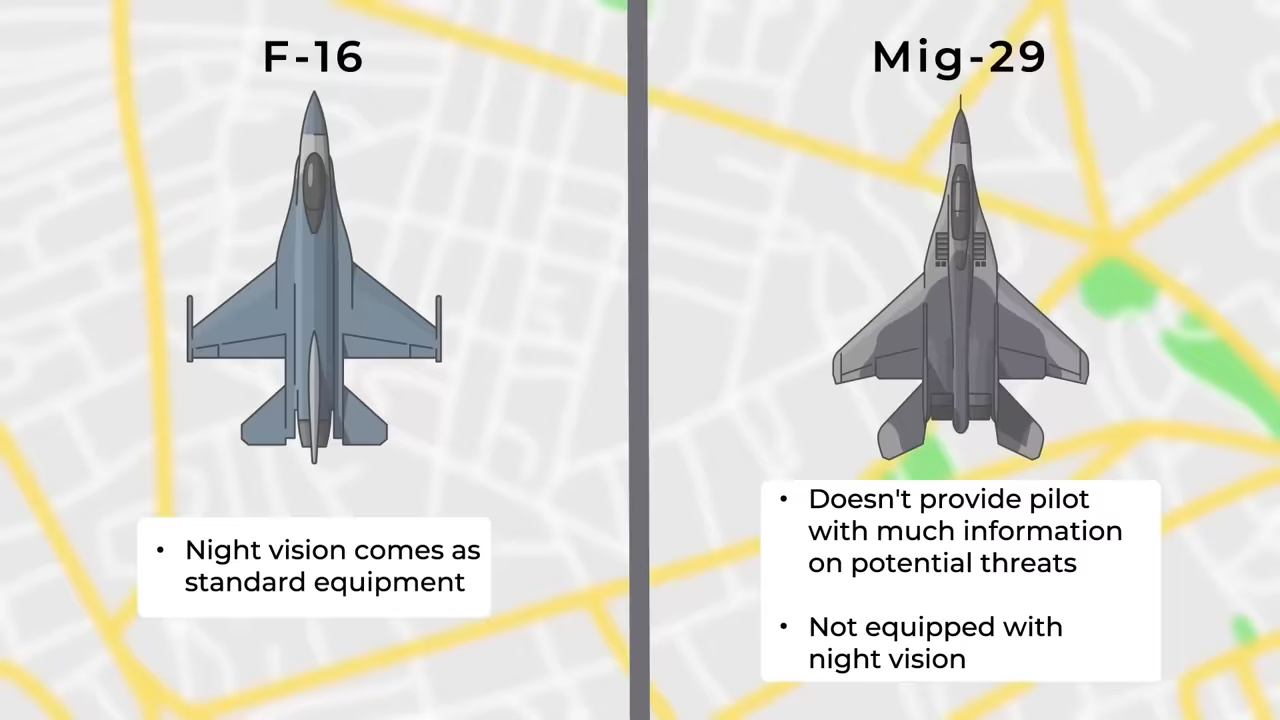 F-16
Night vision comes as
standard equipment
Mig-29
Doesn't provide pilot
with much information
on potential threats
Not equipped with
night vision